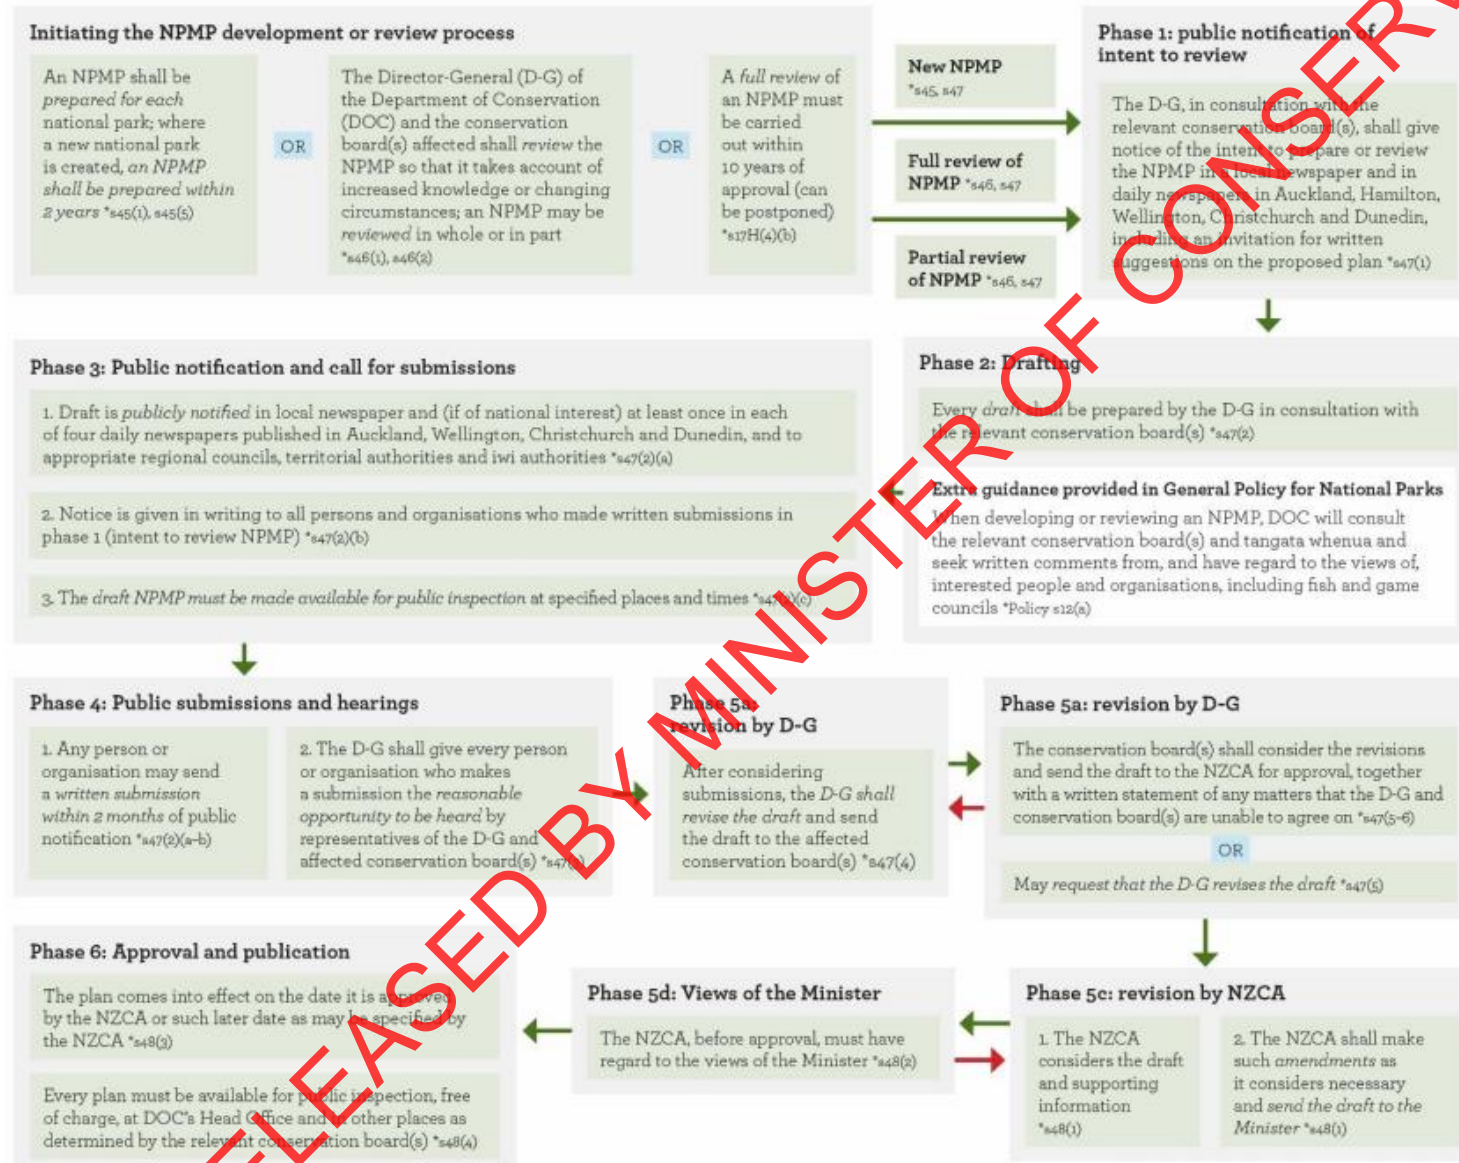 Initiating the NPMP development or review process
An NPMP shall be
prepared for each
national park; where
a new national park
is created, an NPMP
shall be prepared within
2 years *s45(1), s45(5)
OR
The Director-General (D-G) of
the Department of Conservation
(DOC) and the conservation
board(s) affected shall review the
NPMP so that it takes account of
increased knowledge or changing
circumstances; an NPMP may be
reviewed in whole or in part
*s46(1), s46(2)
OR
A full review of
an NPMP must
be carried
out within
10 years of
approval (can
be postponed)
*s17H(4)(b)
New NPMP
*s45, s47
Full review of
NPMP *s46, s47
Partial review
of NPMP *s46, s47
Phase 1: public notification of
intent to review
The D-G, in consultation with the
relevant conservation board(s), shall give
notice of the intent to prepare or review
the NPMP in a local newspaper and in
daily newspapers in Auckland, Hamilton,
Wellington, Christchurch and Dunedin,
including an invitation for written
suggestions on the proposed plan *s47(1)
Phase 2: Drafting
Every draft shall be prepared by the D-G in consultation with
the relevant conservation board(s) *s47(2)
Extra guidance provided in General Policy for National Parks
When developing or reviewing an NPMP, DOC will consult
the relevant conservation board(s) and tangata whenua and
seek written comments from, and have regard to the views of,
interested people and organisations, including fish and game
councils *Policy s12(a)
Phase 3: Public notification and call for submissions
1. Draft is publicly notified in local newspaper and (if of national interest) at least once in each
of four daily newspapers published in Auckland, Wellington, Christchurch and Dunedin, and to
appropriate regional councils, territorial authorities and iwi authorities *s47(2)(a)
2. Notice is given in writing to all persons and organisations who made written submissions in
phase 1 (intent to review NPMP) *s47(2)(b)
3. The draft NPMP must be made available for public inspection at specified places and times *s47(2)(c)
Phase 4: Public submissions and hearings
1. Any person or
organisation may send
a written submission
within 2 months of public
notification *s47(2)(a-b)
2. The D-G shall give every person
or organisation who makes
a submission the reasonable
opportunity to be heard by
representatives of the D-G and
affected conservation board(s)
Phase 5a:
revision by D-G
After considering
submissions, the D-G shall
revise the draft and send
the draft to the affected
conservation board(s) *s47(4)
Phase 5a: revision by D-G
The conservation board(s) shall consider the revisions
and send the draft to the NZCA for approval, together
with a written statement of any matters that the D-G and
conservation board(s) are unable to agree on *s47(5-6)
OR
May request that the D-G revises the draft *s47(5)
Phase 5c: revision by NZCA
1. The NZCA
considers the draft
and supporting
information
*s48(1)
2. The NZCA shall make
such amendments as
it considers necessary
and send the draft to the
Minister *s48(1)
Phase 5d: Views of the Minister
The NZCA, before approval, must have
regard to the views of the Minister *s48(2)
Phase 6: Approval and publication
The plan comes into effect on the date it is approved
by the NZCA or such later date as may be specified by
the NZCA *s48(3)
Every plan must be available for public inspection, free
of charge, at DOC's Head Office and in other places as
determined by the relevant conservation board(s) *s48(4)
ELEASED BY MINISTER OF CONSERV